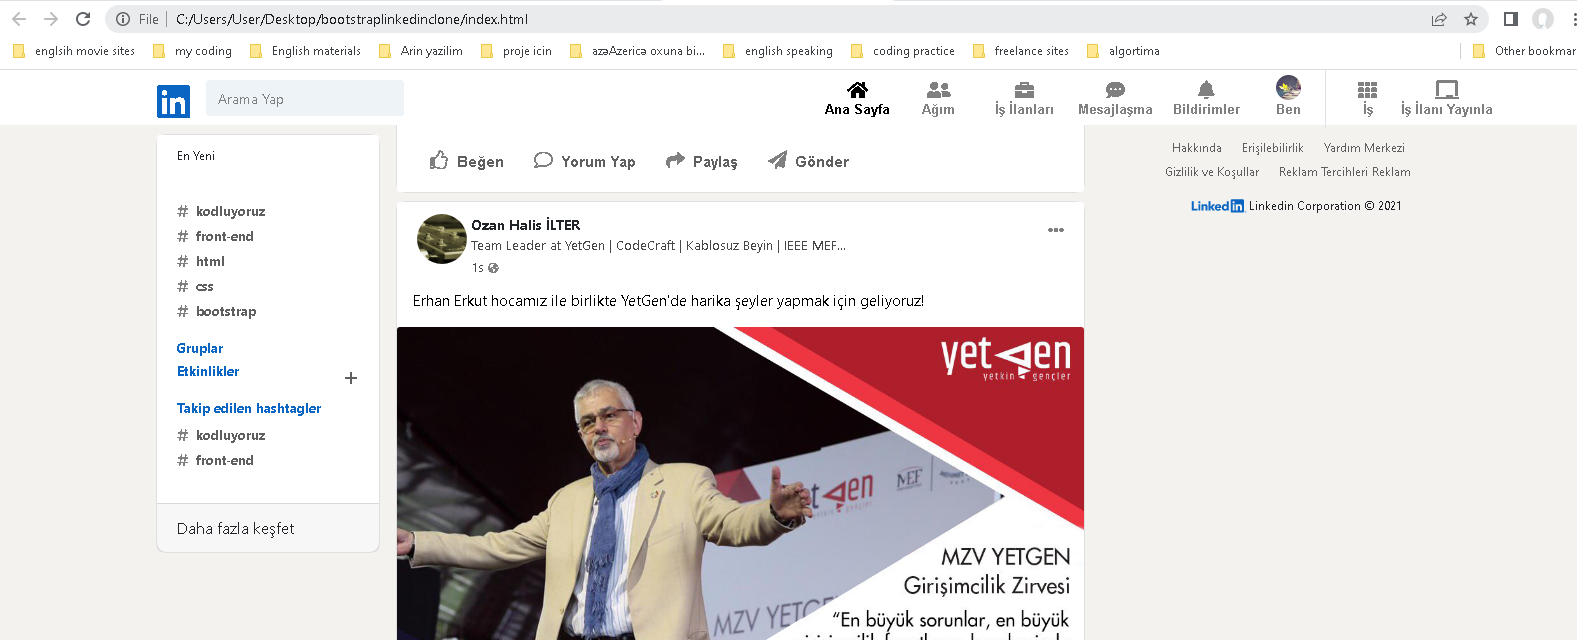 File C:/Users/User/Desktop/bootstraplinkedinclone/index.html
englsih movie sites my coding English materials Arin yazilim proje icin azəAzericə oxuna bi... english speaking coding practice freelance sites algortima Other bookmar
in Arama Yap Ana Sayfa Ağım İş İlanları Mesajlaşma Bildirimler Ben İş İş İlanı Yayınla
En Yeni
# kodluyoruz
# front-end
# html
# css
# bootstrap
Gruplar
Etkinlikler
Takip edilen hashtagler
# kodluyoruz
# front-end
Daha fazla keşfet
Beğen Yorum Yap Paylaş Gönder
Ozan Halis İLTER
Team Leader at YetGen | CodeCraft | Kablosuz Beyin | IEEE MEF...
1s
Erhan Erkut hocamız ile birlikte YetGen'de harika şeyler yapmak için geliyoruz!
yetgen
yetkin gençler
MEF
MZV YETGEN
Girişimcilik Zirvesi
"En büyük sorunlar, en büyük
MZV YETGE
Hakkında Erişilebilirlik Yardım Merkezi
Gizlilik ve Koşullar Reklam Tercihleri Reklam
Linkedin Linkedin Corporation © 2021